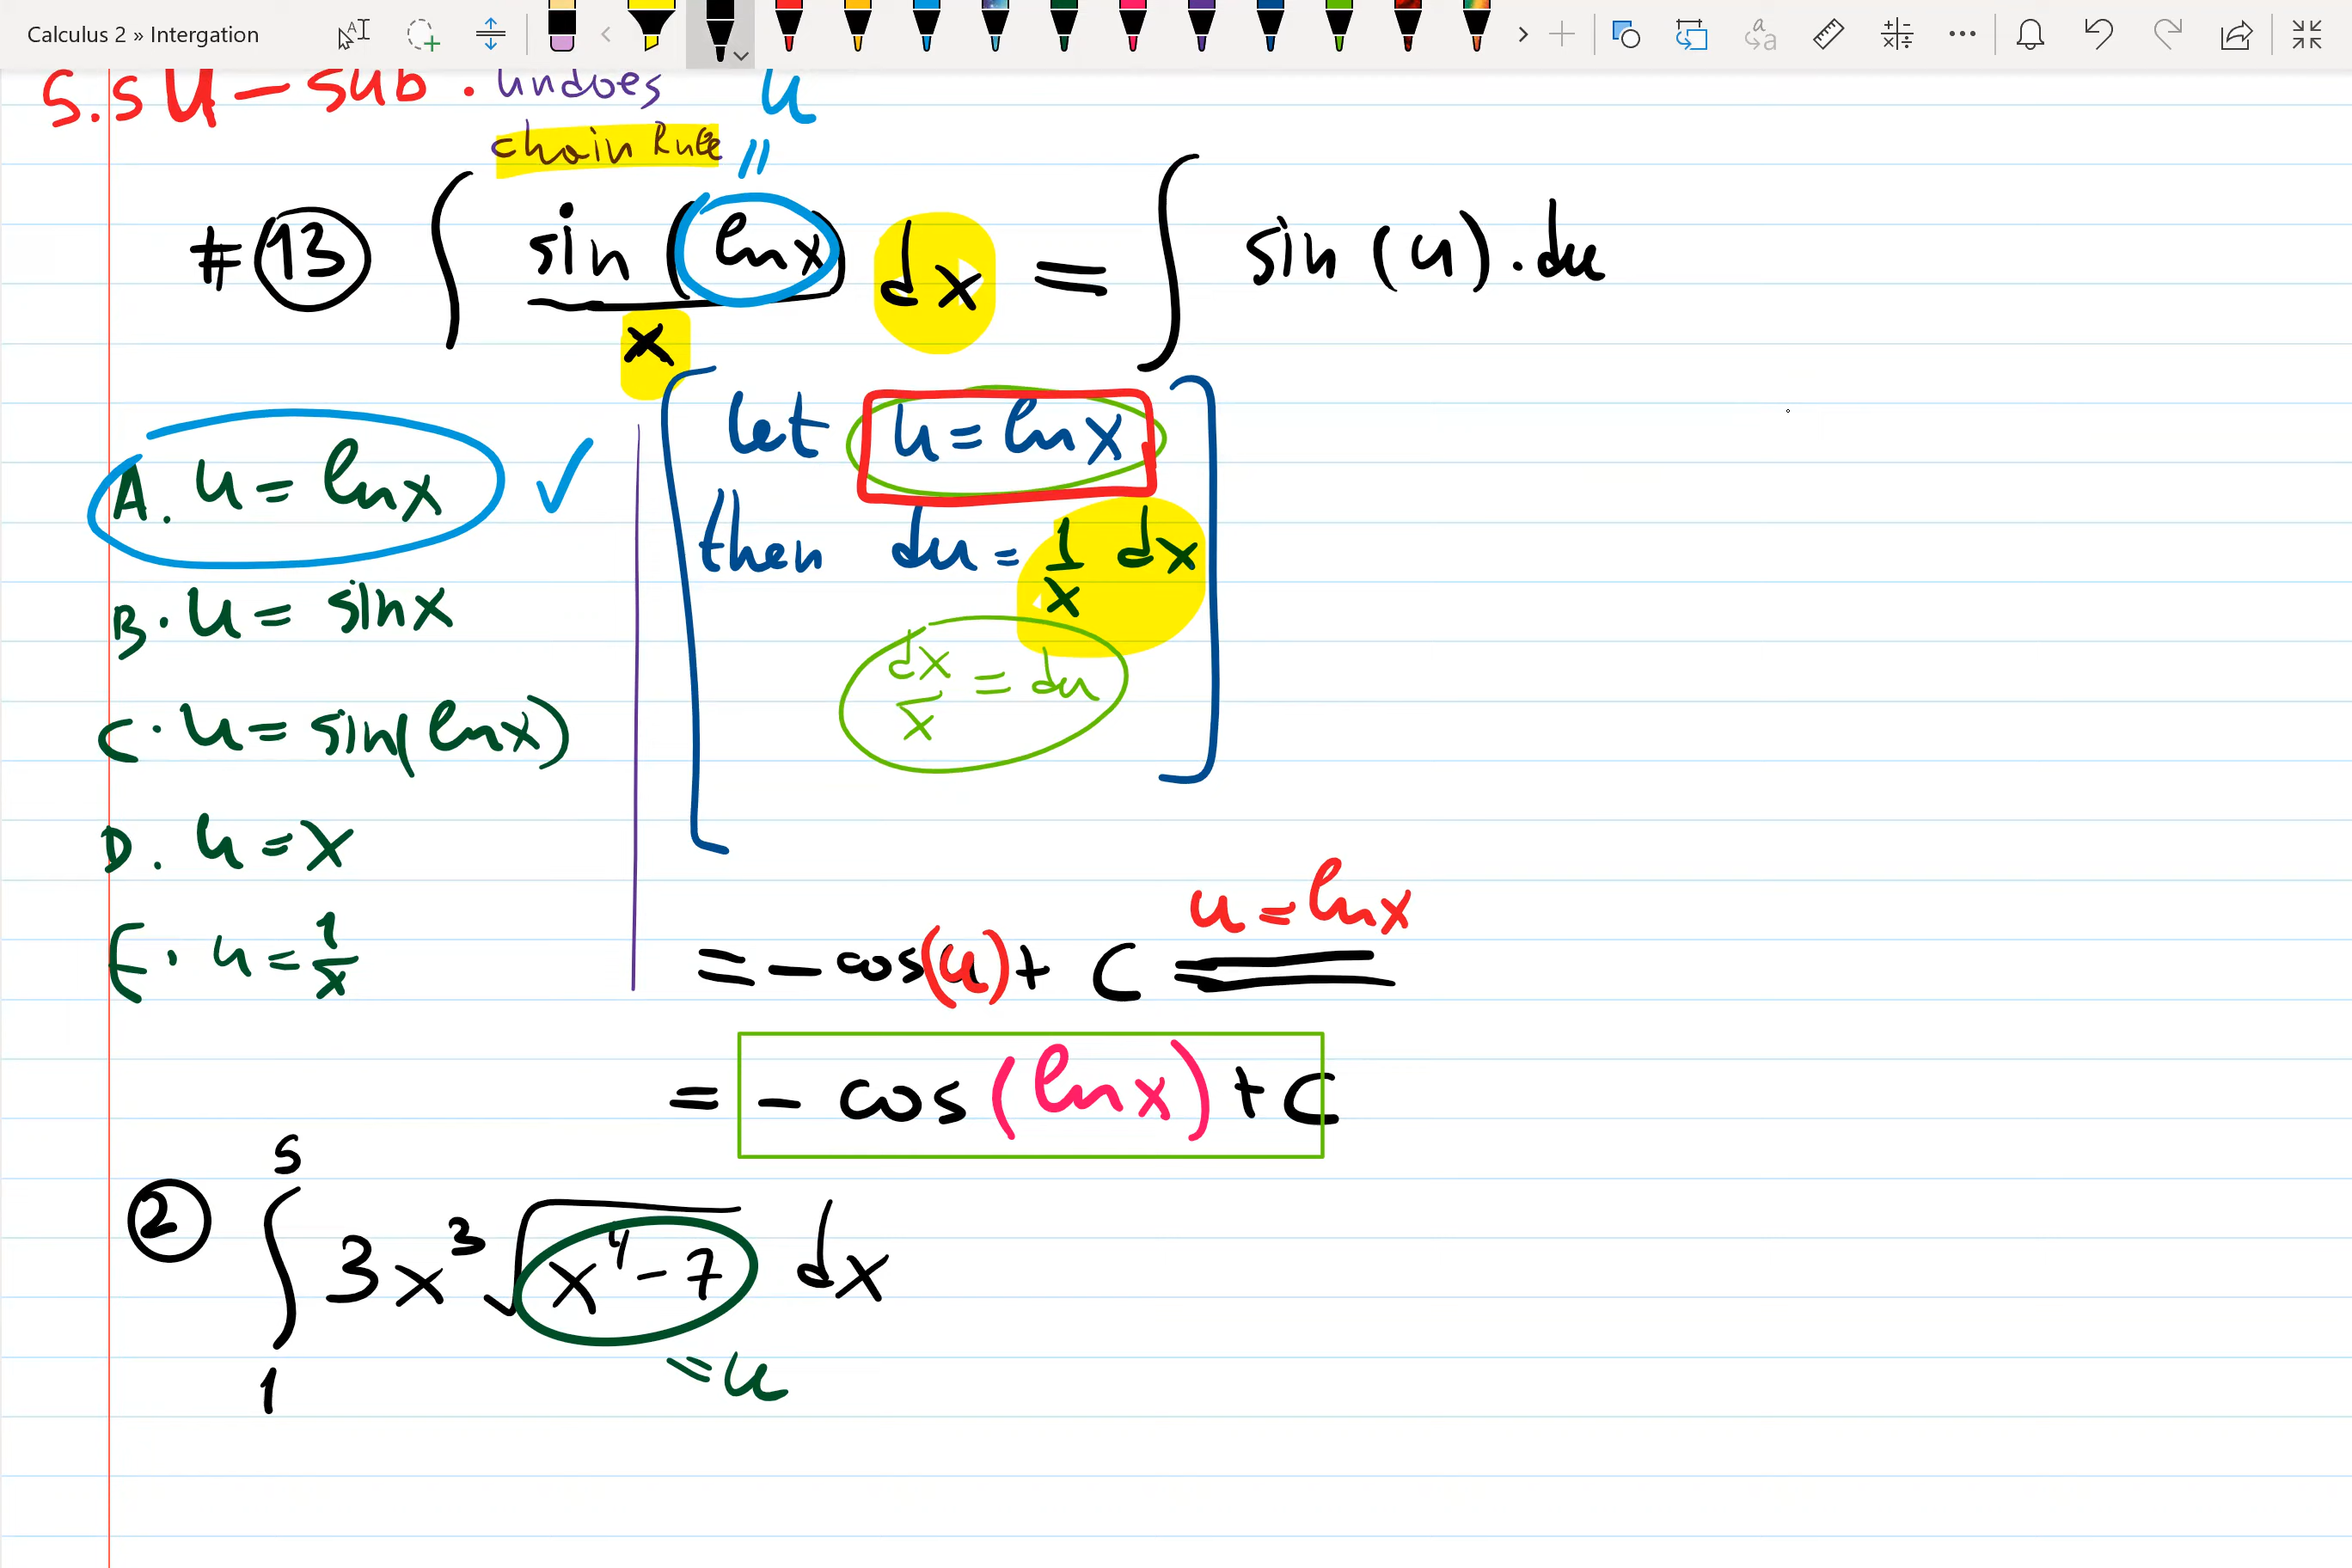 Calculus 2 » Intergation
5.5 U - sub. undoes u
chain Rule =
#13 ∫ sin(lnx)/x dx = ∫ sin(u).du
A. u = lnx ✓
B. u = sinx
C. u = sin(lnx)
D. u = x
E. u = 1/x
let u = lnx
then du = 1/x dx
dx/x = du
= - cos(u) + C
u = lnx
= - cos(lnx) + C
2 ∫₁⁵ 3x³ √(x⁴-7) dx
= u